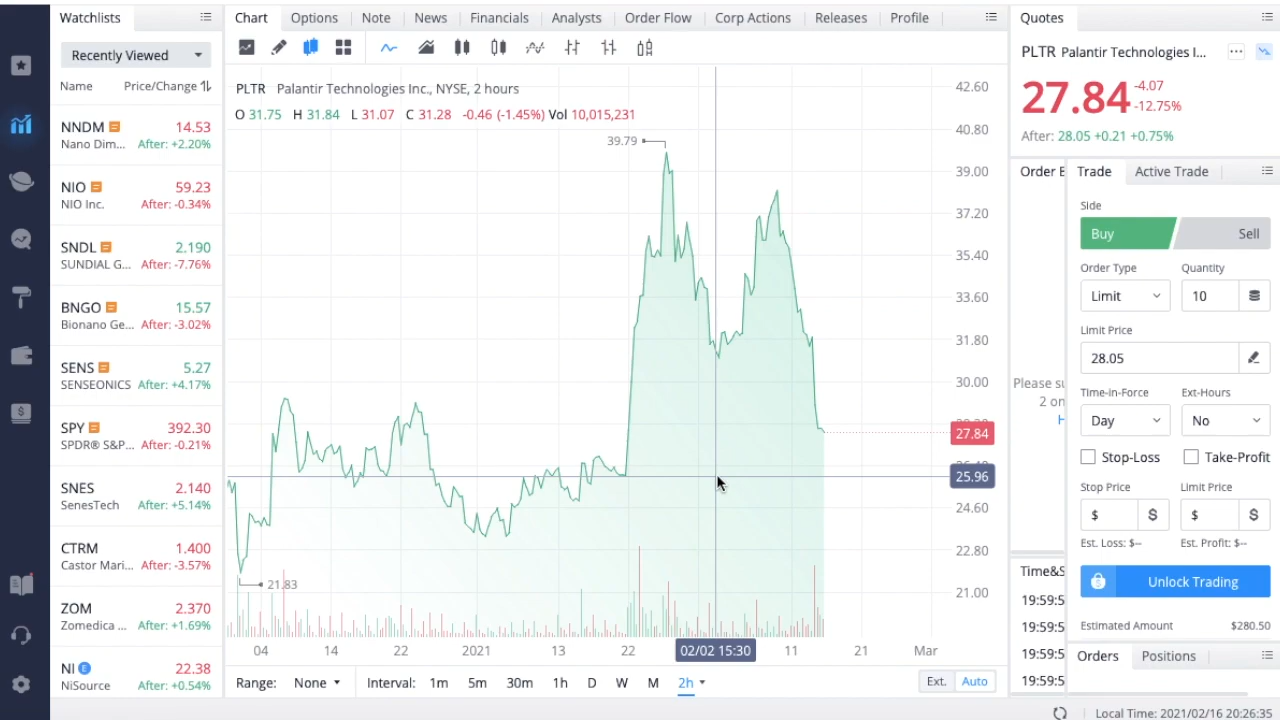 Watchlists
Recently Viewed
Name Price/Change
NNDM 14.53
Nano Dim... After: +2.20%
NIO 59.23
NIO Inc. After: -0.34%
SNDL 2.190
SUNDIAL G... After: -7.76%
BNGO 15.57
Bionano Ge... After: -3.02%
SENS 5.27
SENSEONICS After: +4.17%
SPY 392.30
SPDR® S&P... After: -0.21%
SNES 2.140
SenesTech After: +5.14%
CTRM 1.400
Castor Mari... After: -3.57%
ZOM 2.370
Zomedica ... After: +1.69%
NI E 22.38
NiSource After: +0.54%
Chart Options Note News Financials Analysts Order Flow Corp Actions Releases Profile
PLTR Palantir Technologies Inc., NYSE, 2 hours
O 31.75 H 31.84 L 31.07 C 31.28 -0.46 (-1.45%) Vol 10,015,231
39.79
21.83
42.60
40.80
39.00
37.20
35.40
33.60
31.80
30.00
27.84
25.96
24.60
22.80
21.00
04 14 22 2021 13 22 02/02 15:30 11 21 Mar
Range: None Interval: 1m 5m 30m 1h D W M 2h Ext. Auto
Quotes
PLTR Palantir Technologies I...
27.84 -4.07
-12.75%
After: 28.05 +0.21 +0.75%
Order
Please
2 on
H
Time&S
19:59:5
19:59:5
19:59:5
19:59:5
Trade Active Trade
Side
Buy Sell
Order Type Quantity
Limit 10
Limit Price
28.05
Time-in-Force Ext-Hours
Day No
Stop-Loss Take-Profit
Stop Price Limit Price
$ $ $ $
Est. Loss: $-- Est. Profit: $--
Unlock Trading
Estimated Amount $280.50
Orders Positions
Local Time: 2021/02/16 20:26:35